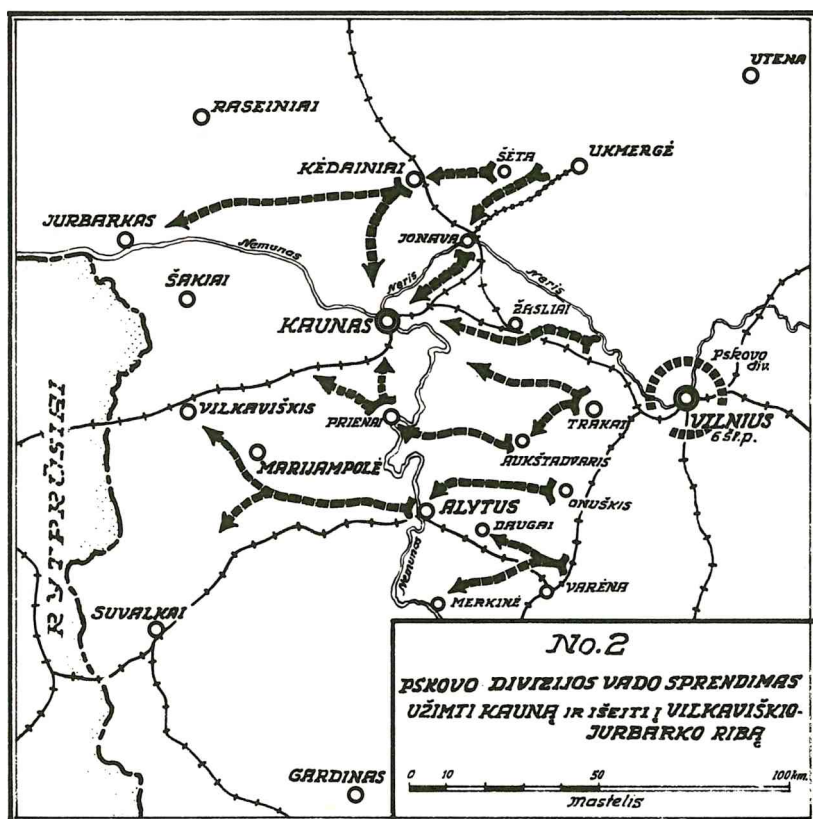 UTENA
RASEINIAI
ŠĖTA
UKMERGĖ
KĖDAINIAI
JURBARKAS
JONAVA
Nemunas
Neris
Neris
ŠAKIAI
KAUNAS
ŽASLIAI
Pskovo
div.
RYTPRŪSIAI
VILKAVIŠKIS
PRIENAI
TRAKAI
VILNIUS
6 šl.p.
AUKŠTADVARIS
MARIJAMPOLĖ
ALYTUS
ONUŠKIS
DAUGAI
Nemunas
MERKINĖ
VARĖNA
SUVALKAI
GARDINAS
No.2
PSKOVO DIVIZIJOS VADO SPRENDIMAS
UŽIMTI KAUNĄ IR IŠEITI Į VILKAVIŠKIO-
JURBARKO RIBĄ
0 10 50 100 km.
mastelis